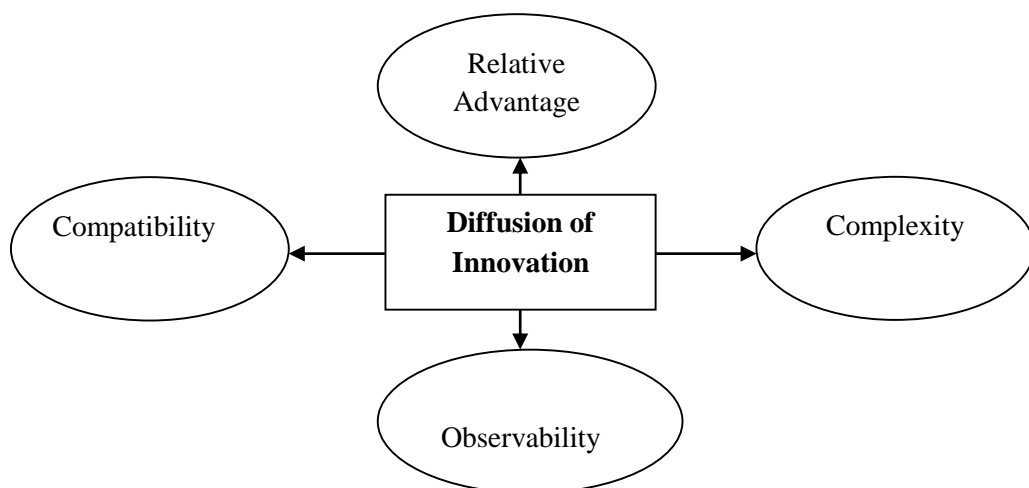 Relative
Advantage
Compatibility
Diffusion of
Innovation
Complexity
Observability